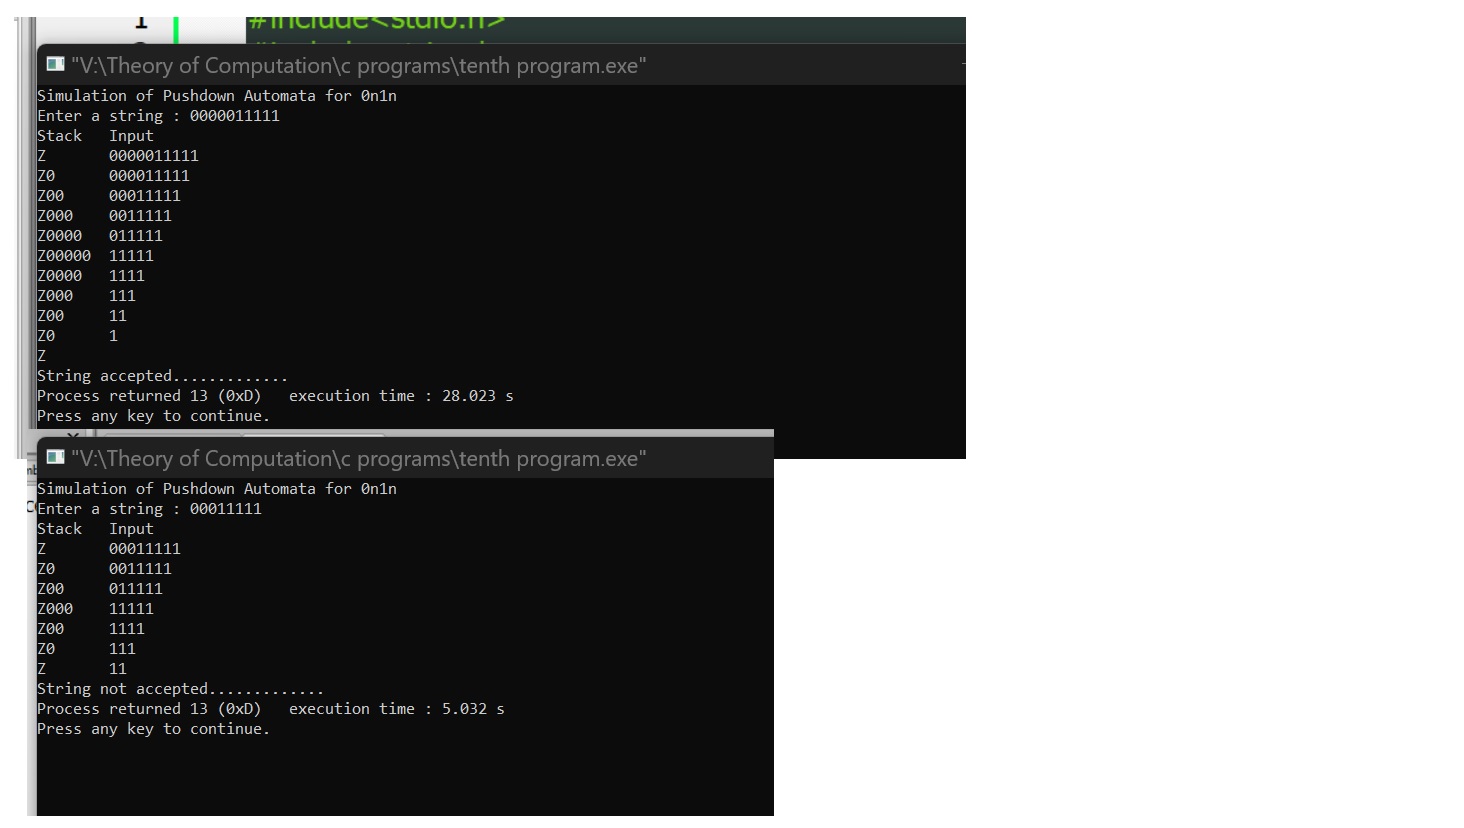 1 #include<stdio.h>
"V:\Theory of Computation\c programs\tenth program.exe"
Simulation of Pushdown Automata for 0n1n
Enter a string : 0000011111
Stack Input
Z 0000011111
Z0 000011111
Z00 00011111
Z000 0011111
Z0000 011111
Z00000 11111
Z0000 1111
Z000 111
Z00 11
Z0 1
Z
String accepted.............
Process returned 13 (0xD) execution time : 28.023 s
Press any key to continue.
"V:\Theory of Computation\c programs\tenth program.exe"
Simulation of Pushdown Automata for 0n1n
Enter a string : 00011111
Stack Input
Z 00011111
Z0 0011111
Z00 011111
Z000 11111
Z00 1111
Z0 111
Z 11
String not accepted.............
Process returned 13 (0xD) execution time : 5.032 s
Press any key to continue.